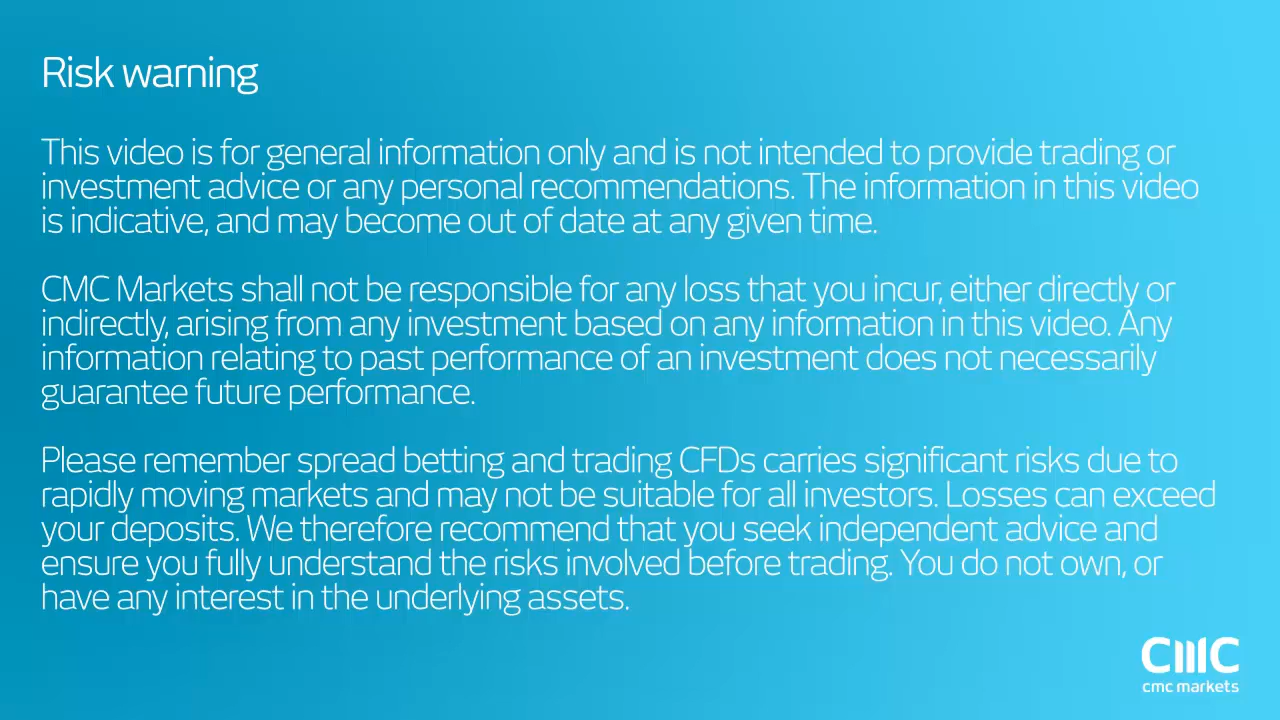 Risk warning
This video is for general information only and is not intended to provide trading or
investment advice or any personal recommendations. The information in this video
is indicative, and may become out of date at any given time.
CMC Markets shall not be responsible for any loss that you incur, either directly or
indirectly, arising from any investment based on any information in this video. Any
information relating to past performance of an investment does not necessarily
guarantee future performance.
Please remember spread betting and trading CFDs carries significant risks due to
rapidly moving markets and may not be suitable for all investors. Losses can exceed
your deposits. We therefore recommend that you seek independent advice and
ensure you fully understand the risks involved before trading. You do not own, or
have any interest in the underlying assets.
CMC
cmc markets